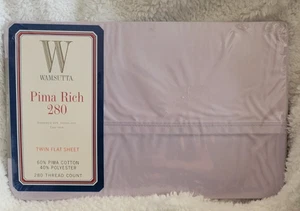 W
WAMSUTTA
Pima Rich
280
TWIN FLAT SHEET
60% PIMA COTTON
40% POLYESTER
280 THREAD COUNT